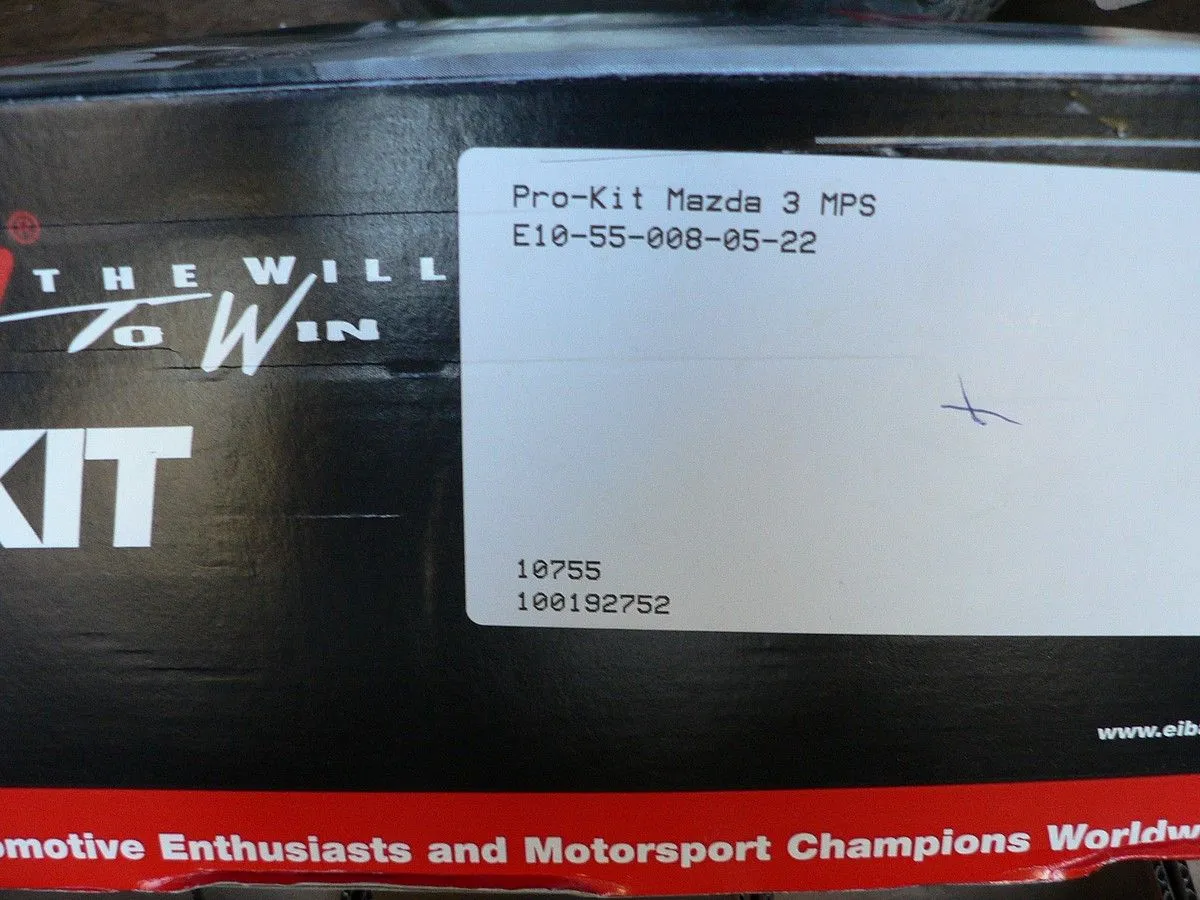 ®
THE WILL
TO WIN
KIT
Pro-Kit Mazda 3 MPS
E10-55-008-05-22
10755
100192752
www.eiba
omotive Enthusiasts and Motorsport Champions Worldw